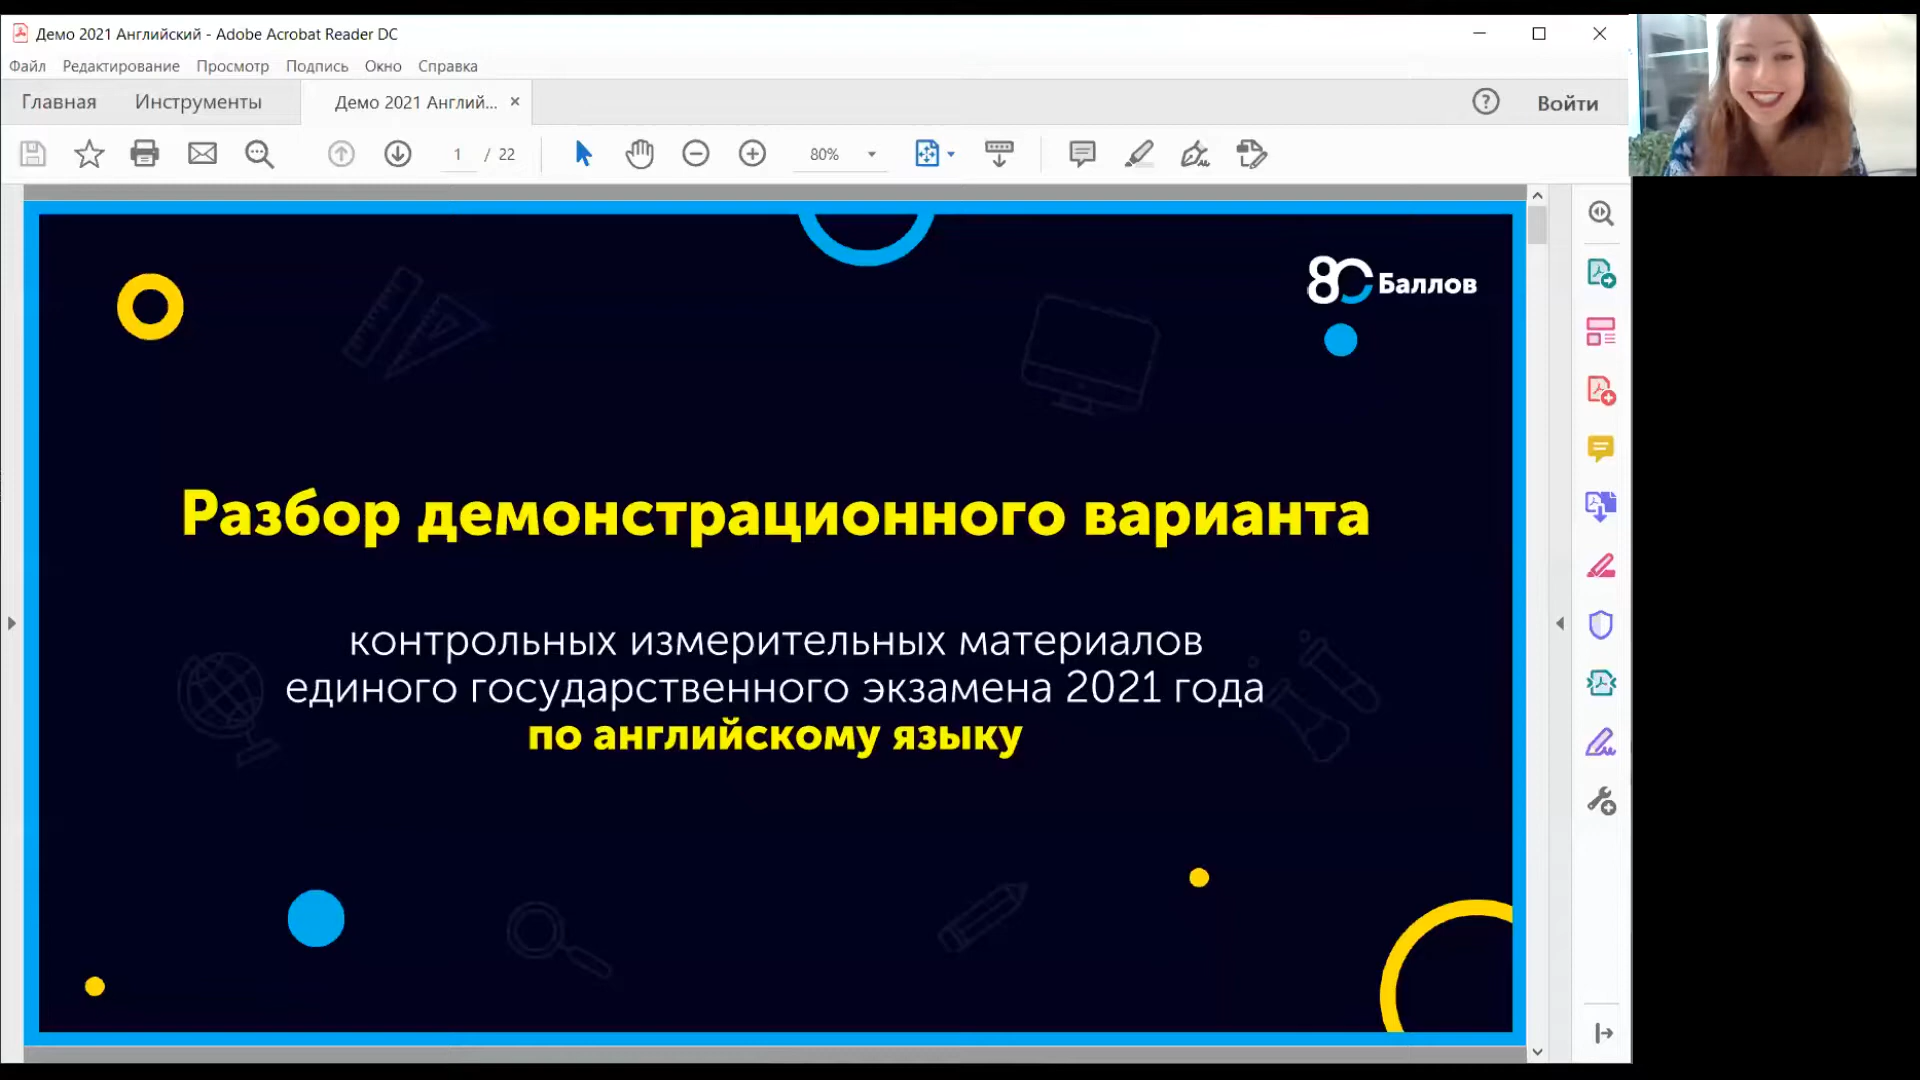 Демо 2021 Английский - Adobe Acrobat Reader DC
Файл Редактирование Просмотр Подпись Окно Справка
Главная Инструменты Демо 2021 Англий... Войти
1 / 22 80%
80 Баллов
Разбор демонстрационного варианта
контрольных измерительных материалов
единого государственного экзамена 2021 года
по английскому языку